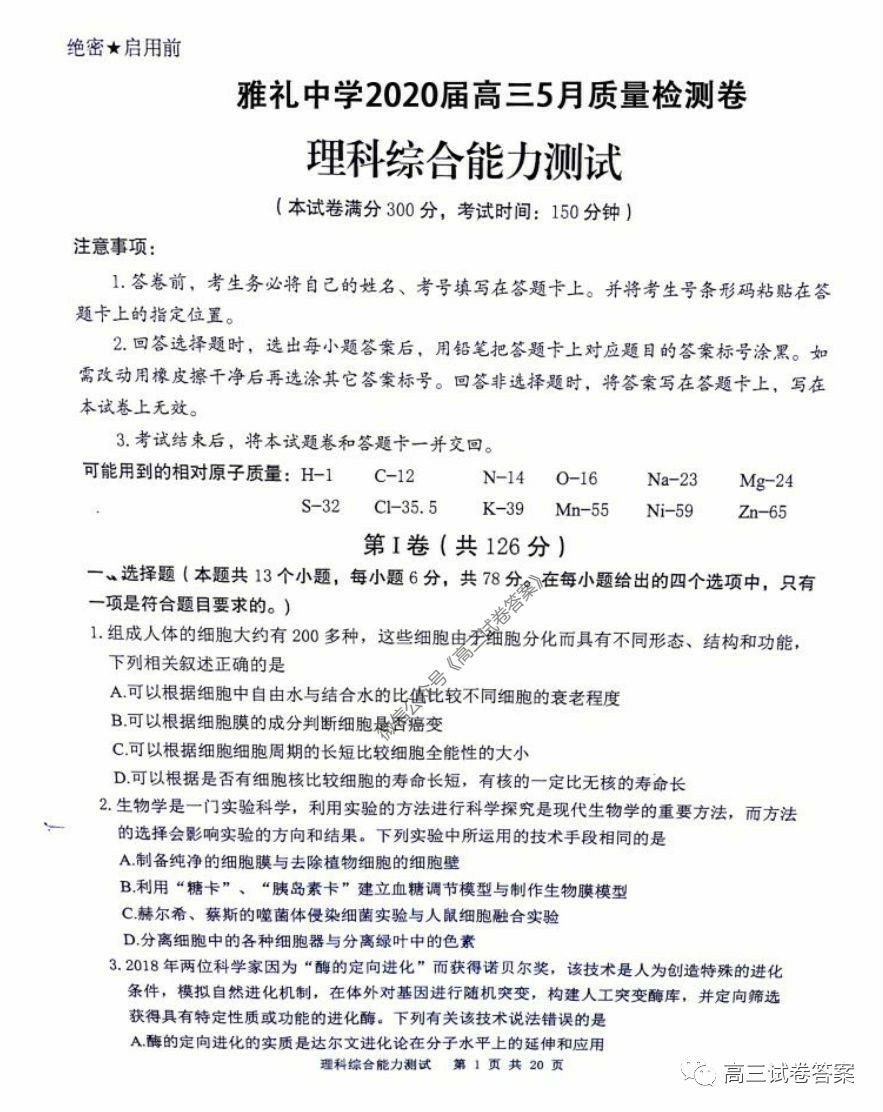 绝密★启用前
雅礼中学2020届高三5月质量检测卷
理科综合能力测试
(本试卷满分300分，考试时间：150分钟)
注意事项：
1.答卷前，考生务必将自己的姓名、考号填写在答题卡上。并将考生号条形码粘贴在答
题卡上的指定位置。
2.回答选择题时，选出每小题答案后，用铅笔把答题卡上对应题目的答案标号涂黑。如
需改动用橡皮擦干净后再选涂其它答案标号。回答非选择题时，将答案写在答题卡上，写在
本试卷上无效。
3.考试结束后，将本试题卷和答题卡一并交回。
可能用到的相对原子质量：H-1 C-12 N-14 O-16 Na-23 Mg-24
S-32 Cl-35.5 K-39 Mn-55 Ni-59 Zn-65
第Ⅰ卷(共126分)
一、选择题(本题共13个小题，每小题6分，共78分。在每小题给出的四个选项中，只有
一项是符合题目要求的。)
1.组成人体的细胞大约有200多种，这些细胞由于细胞分化而具有不同形态、结构和功能，
下列相关叙述正确的是
A.可以根据细胞中自由水与结合水的比值比较不同细胞的衰老程度
B.可以根据细胞膜的成分判断细胞是否癌变
C.可以根据细胞细胞周期的长短比较细胞全能性的大小
D.可以根据是否有细胞核比较细胞的寿命长短，有核的一定比无核的寿命长
2.生物学是一门实验科学，利用实验的方法进行科学探究是现代生物学的重要方法，而方法
的选择会影响实验的方向和结果。下列实验中所运用的技术手段相同的是
A.制备纯净的细胞膜与去除植物细胞的细胞壁
B.利用“糖卡”、“胰岛素卡”建立血糖调节模型与制作生物膜模型
C.赫尔希、蔡斯的噬菌体侵染细菌实验与人鼠细胞融合实验
D.分离细胞中的各种细胞器与分离绿叶中的色素
3.2018年两位科学家因为“酶的定向进化”而获得诺贝尔奖，该技术是人为创造特殊的进化
条件，模拟自然进化机制，在体外对基因进行随机突变，构建人工突变酶库，并定向筛选
获得具有特定性质或功能的进化酶。下列有关该技术说法错误的是
A.酶的定向进化的实质是达尔文进化论在分子水平上的延伸和应用
理科综合能力测试 第1页共20页
微信公众号《高三试卷答案》
高三试卷答案